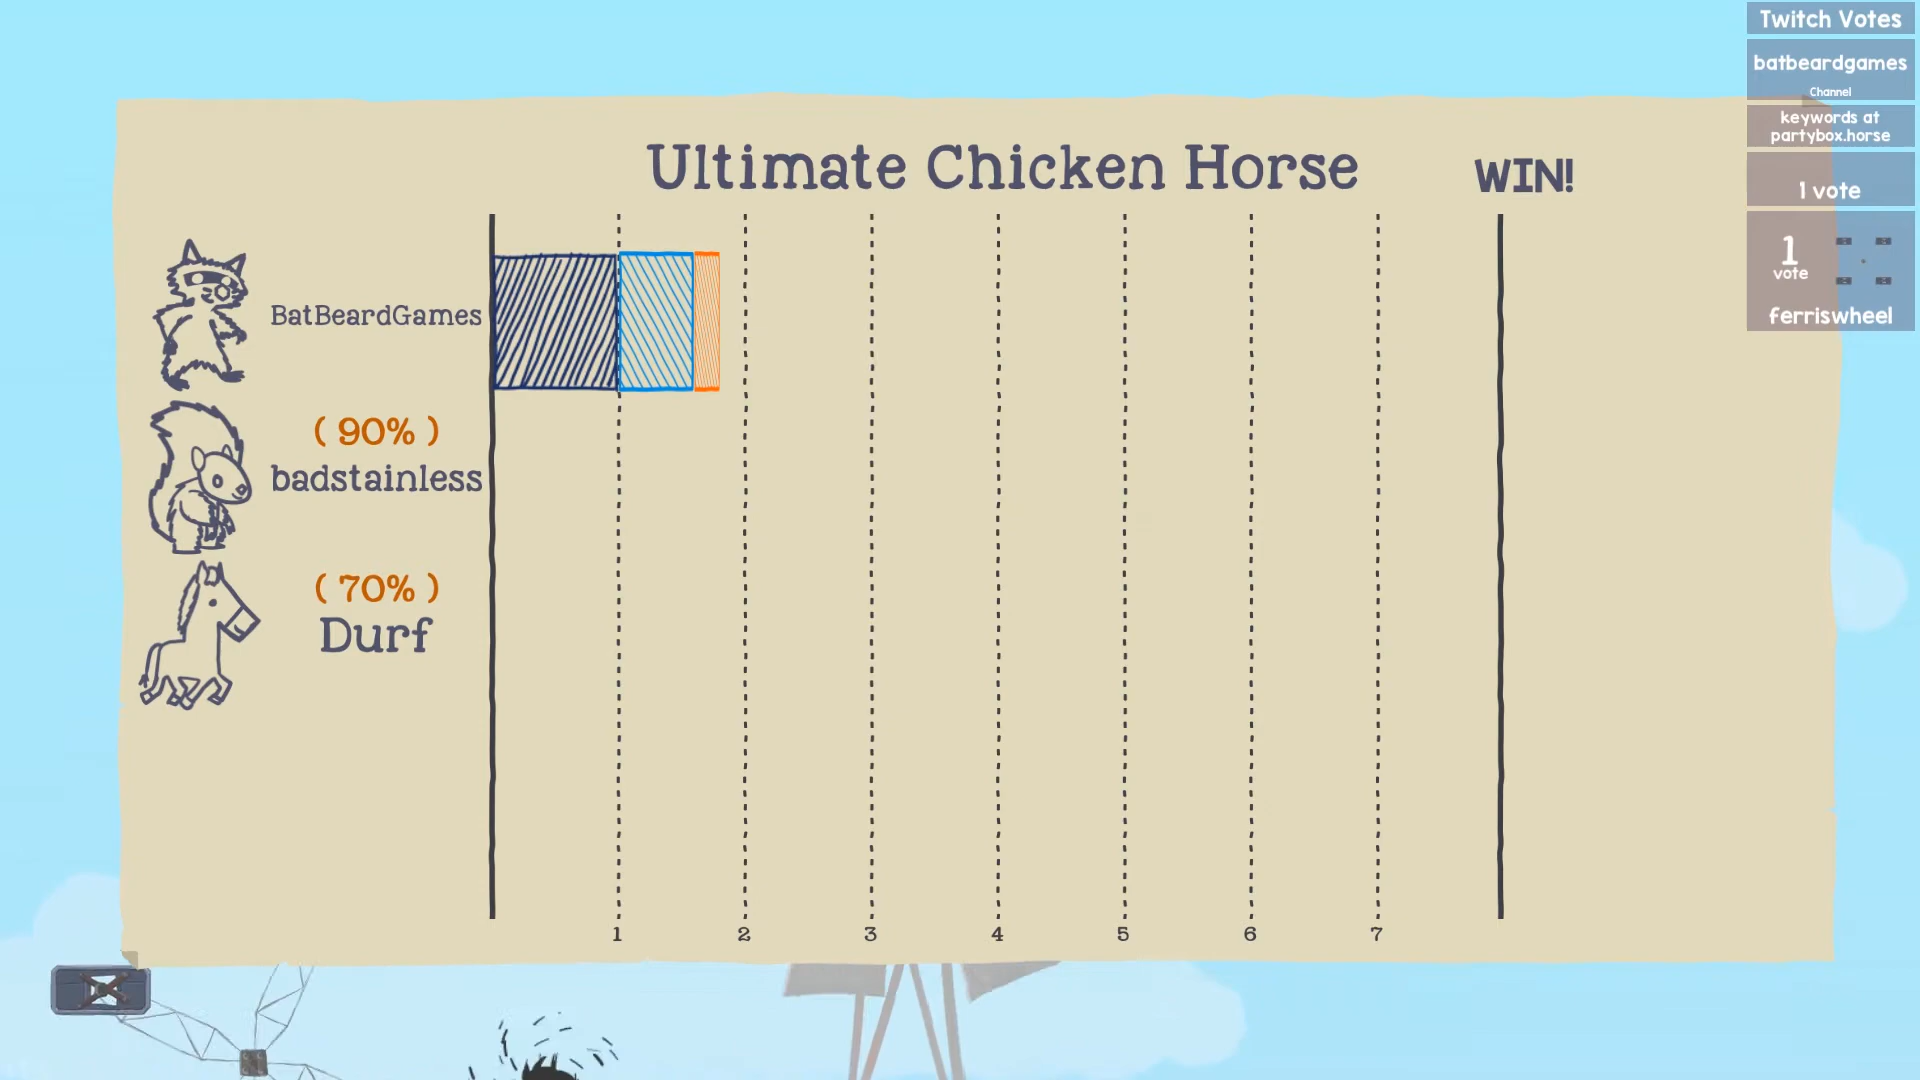 Twitch Votes
batbeardgames
Channel
keywords at
partybox.horse
1 vote
1
vote
ferriswheel
Ultimate Chicken Horse
WIN!
BatBeardGames
( 90% )
badstainless
( 70% )
Durf
1 2 3 4 5 6 7